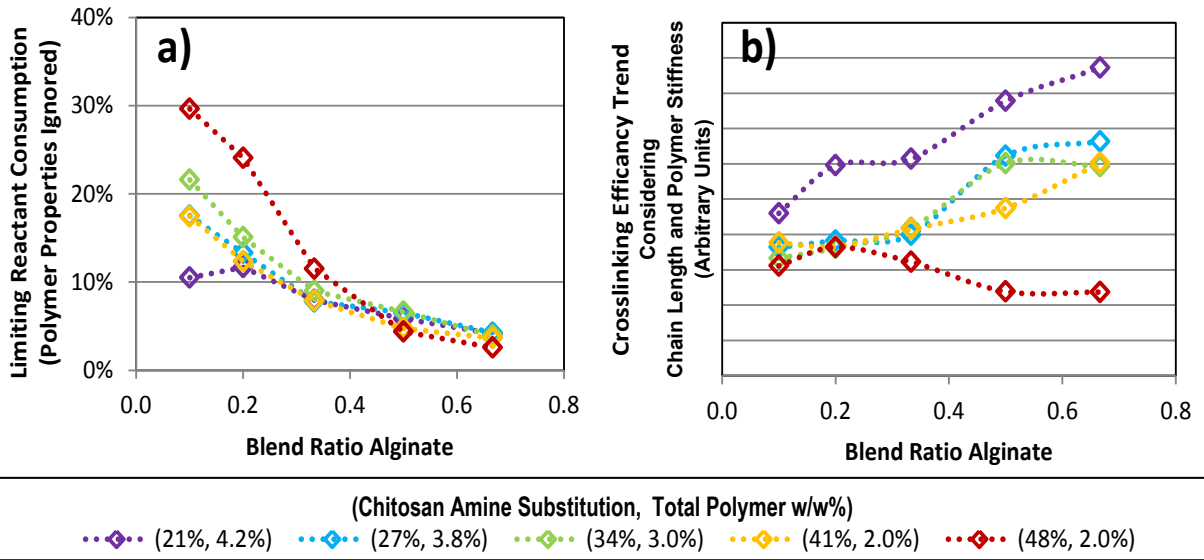 a)
Limiting Reactant Consumption
(Polymer Properties Ignored)
40%
30%
20%
10%
0%
0.0 0.2 0.4 0.6 0.8
Blend Ratio Alginate
b)
Crosslinking Efficancy Trend
Considering
Chain Length and Polymer Stiffness
(Arbitrary Units)
0.0 0.2 0.4 0.6 0.8
Blend Ratio Alginate
(Chitosan Amine Substitution, Total Polymer w/w%)
(21%, 4.2%) (27%, 3.8%) (34%, 3.0%) (41%, 2.0%) (48%, 2.0%)